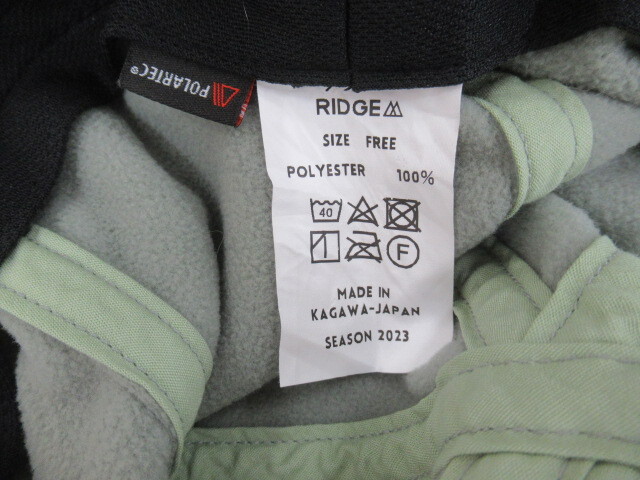 POLARTEC®
RIDGE
SIZE FREE
POLYESTER 100%
40
F
MADE IN
KAGAWA-JAPAN
SEASON 2023